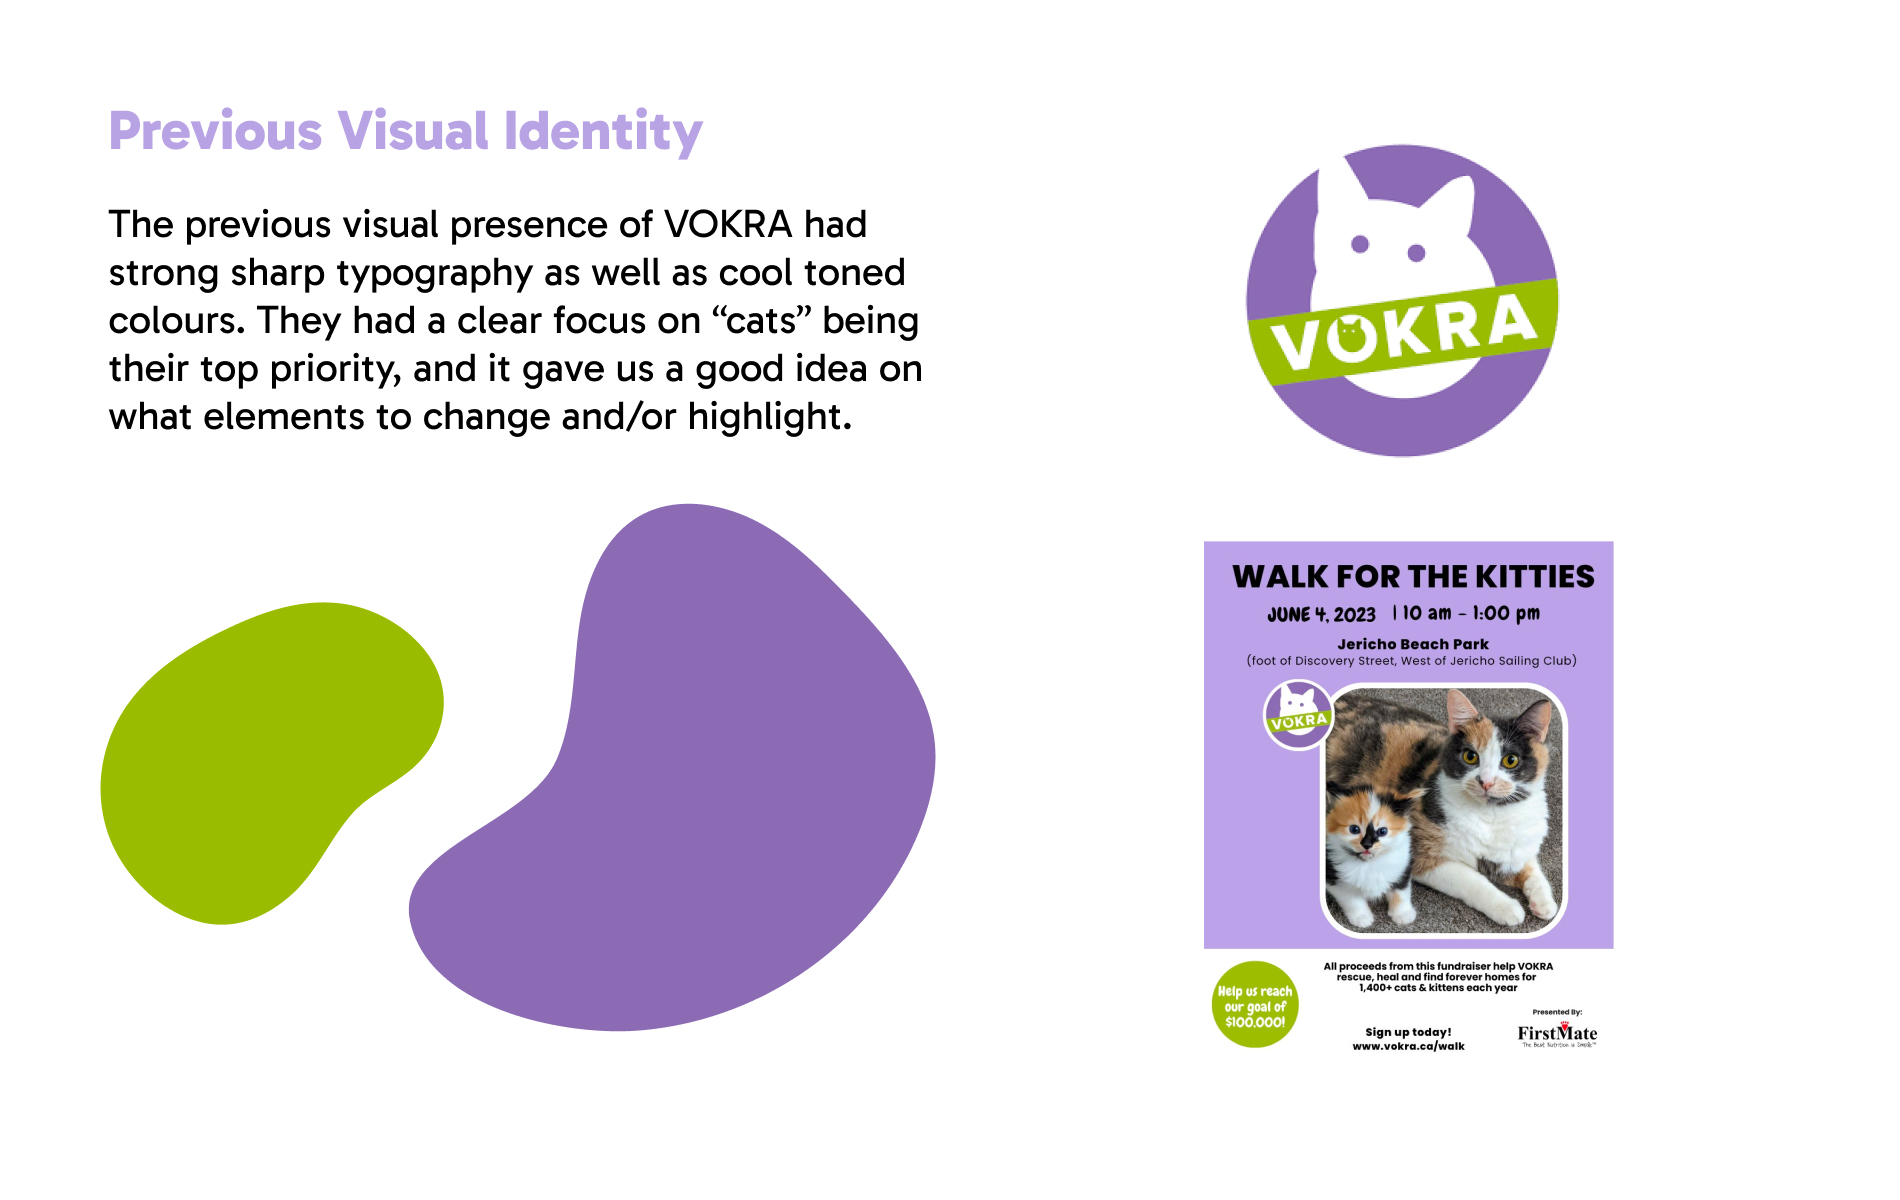 Previous Visual Identity
The previous visual presence of VOKRA had
strong sharp typography as well as cool toned
colours. They had a clear focus on “cats” being
their top priority, and it gave us a good idea on
what elements to change and/or highlight.
VOKRA
WALK FOR THE KITTIES
JUNE 4, 2023 | 10 am - 1:00 pm
Jericho Beach Park
(foot of Discovery Street, West of Jericho Sailing Club)
VOKRA
All proceeds from this fundraiser help VOKRA
rescue, heal and find forever homes for
1,400+ cats & kittens each year
Help us reach
our goal of
$100,000!
Sign up today!
www.vokra.ca/walk
Presented By:
FirstMate
The Best Nutrition is Simple™